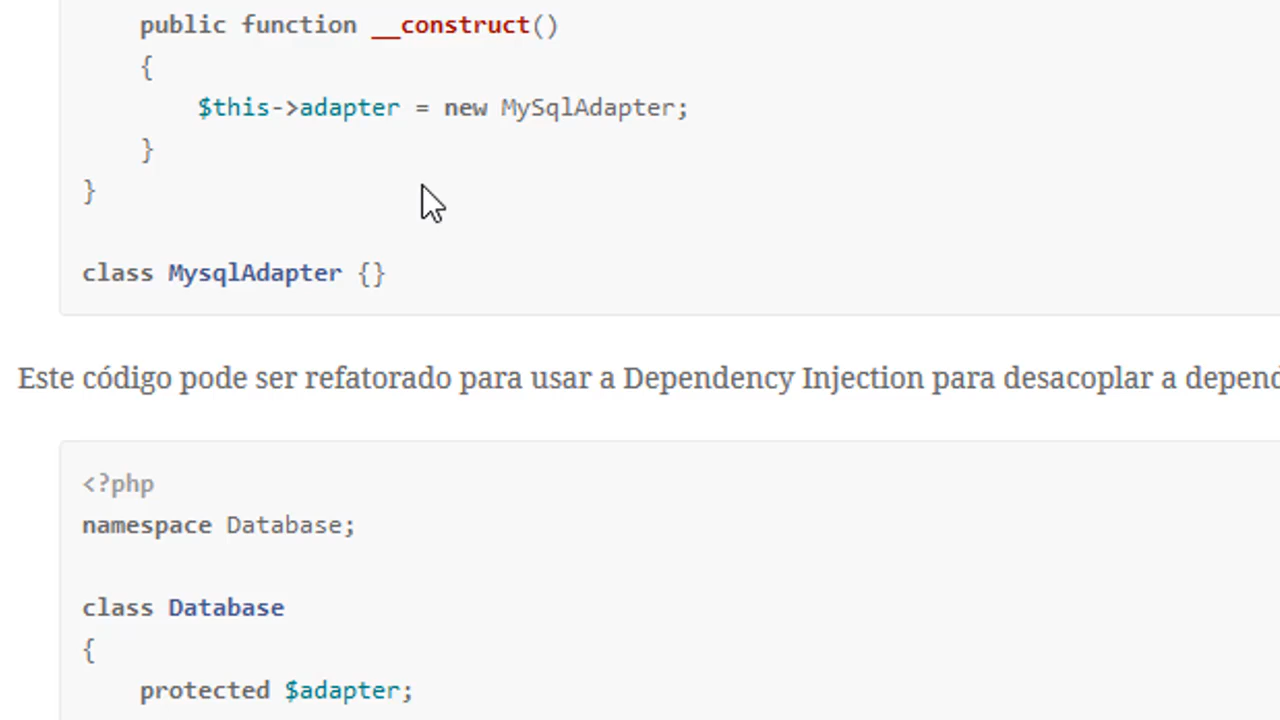 public function __construct()
{
$this->adapter = new MySqlAdapter;
}
}
class MysqlAdapter {}
Este código pode ser refatorado para usar a Dependency Injection para desacoplar a depend
<?php
namespace Database;
class Database
{
protected $adapter;